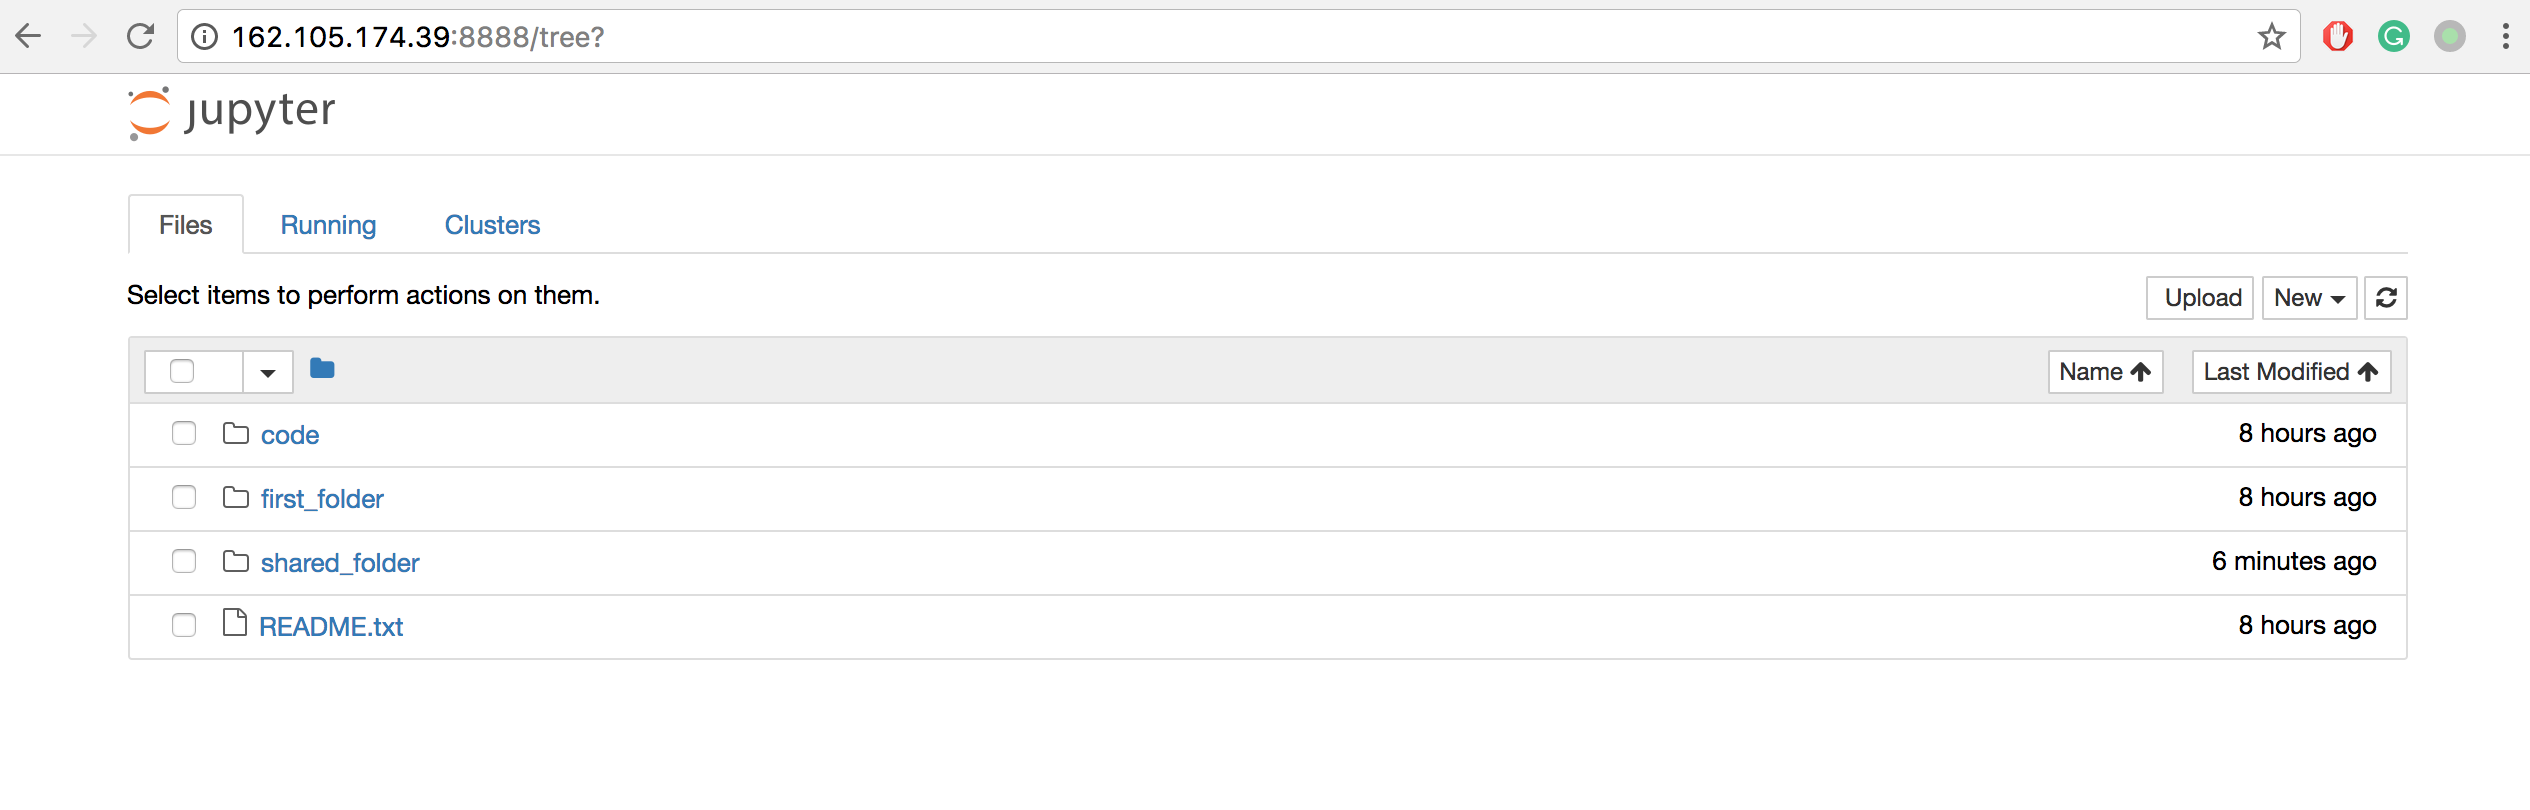 162.105.174.39:8888/tree?
jupyter
Files Running Clusters
Select items to perform actions on them. Upload New
Name Last Modified
code 8 hours ago
first_folder 8 hours ago
shared_folder 6 minutes ago
README.txt 8 hours ago